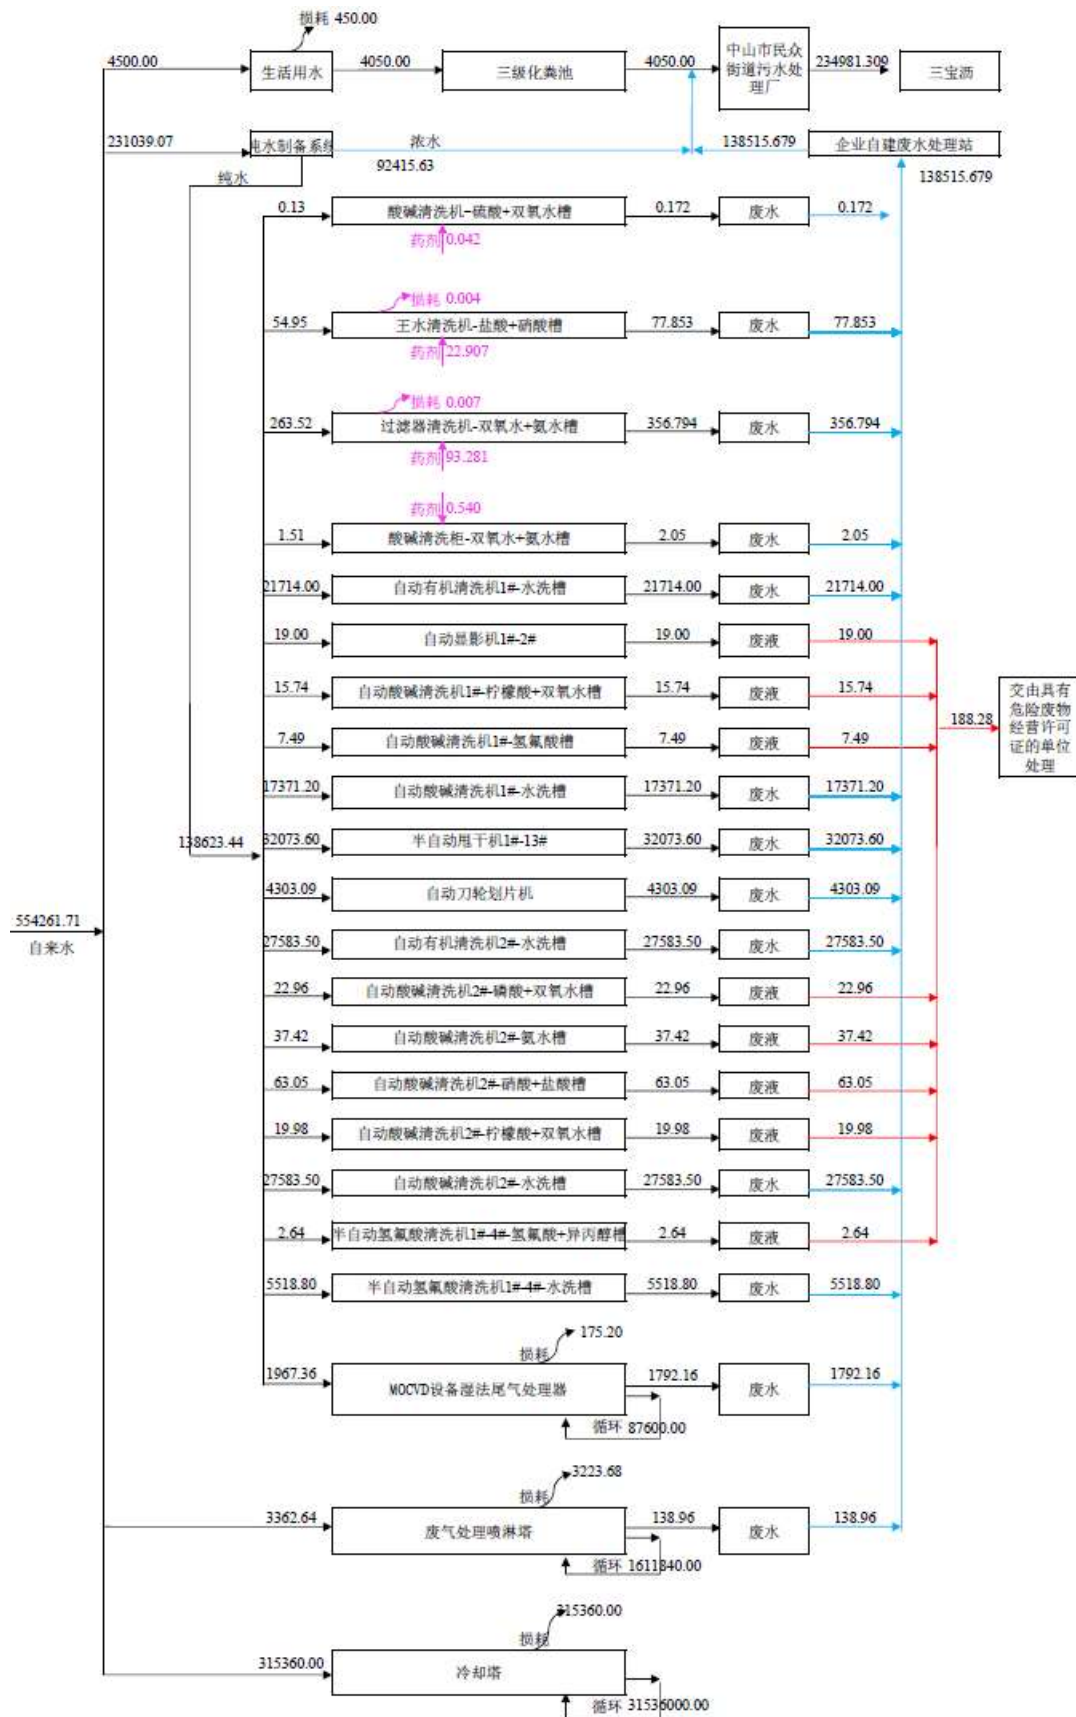 损耗 450.00
4500.00 生活用水 4050.00 三级化粪池 4050.00 中山市民众街道污水处理厂 234981.309 三宝沥
231039.07 纯水制备系统 浓水 92415.63 138515.679 企业自建废水处理站
纯水 138515.679
0.13 酸碱清洗机-硫酸+双氧水槽 0.172 废水 0.172
药剂 0.042
损耗 0.004
54.95 王水清洗机-盐酸+硝酸槽 77.853 废水 77.853
药剂 22.907
损耗 0.007
263.52 过滤器清洗机-双氧水+氨水槽 356.794 废水 356.794
药剂 93.281
药剂 0.540
1.51 酸碱清洗柜-双氧水+氨水槽 2.05 废水 2.05
21714.00 自动有机清洗机1#-水洗槽 21714.00 废水 21714.00
19.00 自动显影机1#-2# 19.00 废液 19.00
15.74 自动酸碱清洗机1#-柠檬酸+双氧水槽 15.74 废液 15.74
188.28 交由具有危险废物经营许可证的单位处理
7.49 自动酸碱清洗机1#-氢氟酸槽 7.49 废液 7.49
17371.20 自动酸碱清洗机1#-水洗槽 17371.20 废水 17371.20
138623.44
32073.60 半自动甩干机1#-13# 32073.60 废水 32073.60
4303.09 自动刀轮划片机 4303.09 废水 4303.09
554261.71
自来水
27583.50 自动有机清洗机2#-水洗槽 27583.50 废水 27583.50
22.96 自动酸碱清洗机2#-磷酸+双氧水槽 22.96 废液 22.96
37.42 自动酸碱清洗机2#-氨水槽 37.42 废液 37.42
63.05 自动酸碱清洗机2#-硝酸+盐酸槽 63.05 废液 63.05
19.98 自动酸碱清洗机2#-柠檬酸+双氧水槽 19.98 废液 19.98
27583.50 自动酸碱清洗机2#-水洗槽 27583.50 废水 27583.50
2.64 半自动氢氟酸清洗机1#-4#-氢氟酸+异丙醇槽 2.64 废液 2.64
5518.80 半自动氢氟酸清洗机1#-4#-水洗槽 5518.80 废水 5518.80
损耗 175.20
1967.36 MOCVD设备湿法尾气处理器 1792.16 废水 1792.16
循环 87600.00
损耗 3223.68
3362.64 废气处理喷淋塔 138.96 废水 138.96
循环 1611840.00
损耗 315360.00
315360.00 冷却塔
循环 31536000.00